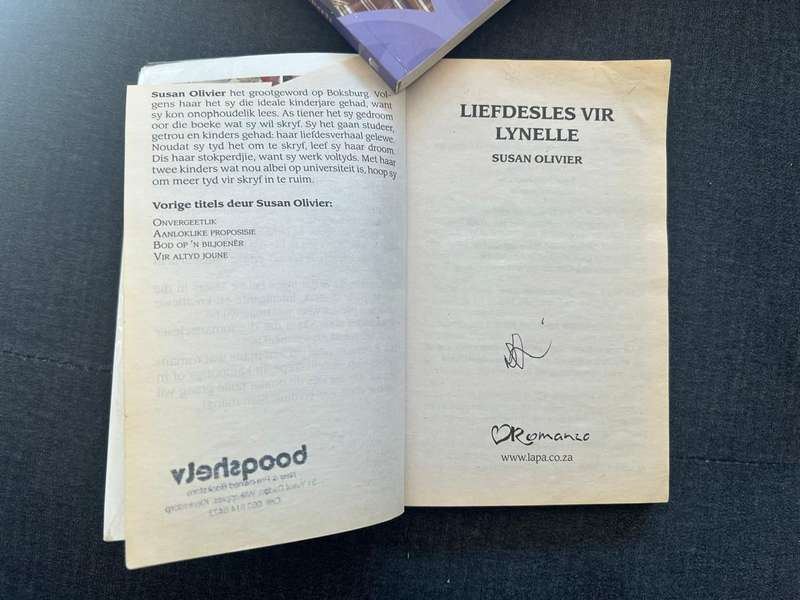 Susan Olivier het grootgeword op Boksburg. Vol-
gens haar het sy die ideale kinderjare gehad, want
sy kon onophoudelik lees. As tiener het sy gedroom
oor die boeke wat sy wil skryf. Sy het gaan studeer,
getrou en kinders gehad: haar liefdesverhaal gelewe.
Noudat sy tyd het om te skryf, leef sy haar droom.
Dis haar stokperdjie, want sy werk voltyds. Met haar
twee kinders wat nou albei op universiteit is, hoop sy
om meer tyd vir skryf in te ruim.
Vorige titels deur Susan Olivier:
Onvergeetlik
Aanloklike proposisie
Bod op 'n biljoenêr
Vir altyd joune
booqshelv
LIEFDESLES VIR
LYNELLE
SUSAN OLIVIER
Romanza
www.lapa.co.za